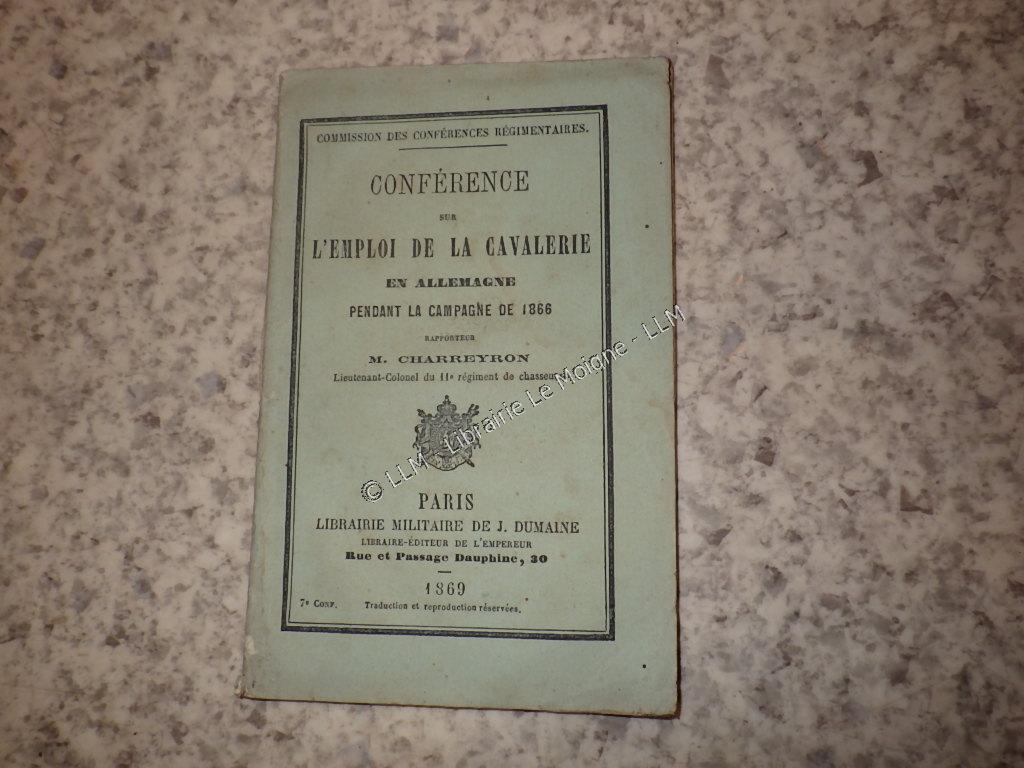 COMMISSION DES CONFÉRENCES RÉGIMENTAIRES.
CONFÉRENCE
SUR
L'EMPLOI DE LA CAVALERIE
EN ALLEMAGNE
PENDANT LA CAMPAGNE DE 1866
RAPPORTEUR
M. CHARREYRON
Lieutenant-Colonel du 11e régiment de chasseurs.
PARIS
LIBRAIRIE MILITAIRE DE J. DUMAINE
LIBRAIRE-ÉDITEUR DE L'EMPEREUR
Rue et Passage Dauphine, 30
1869
7e CONF. Traduction et reproduction réservées.
© LLM - Librairie Le Moigne - LLM